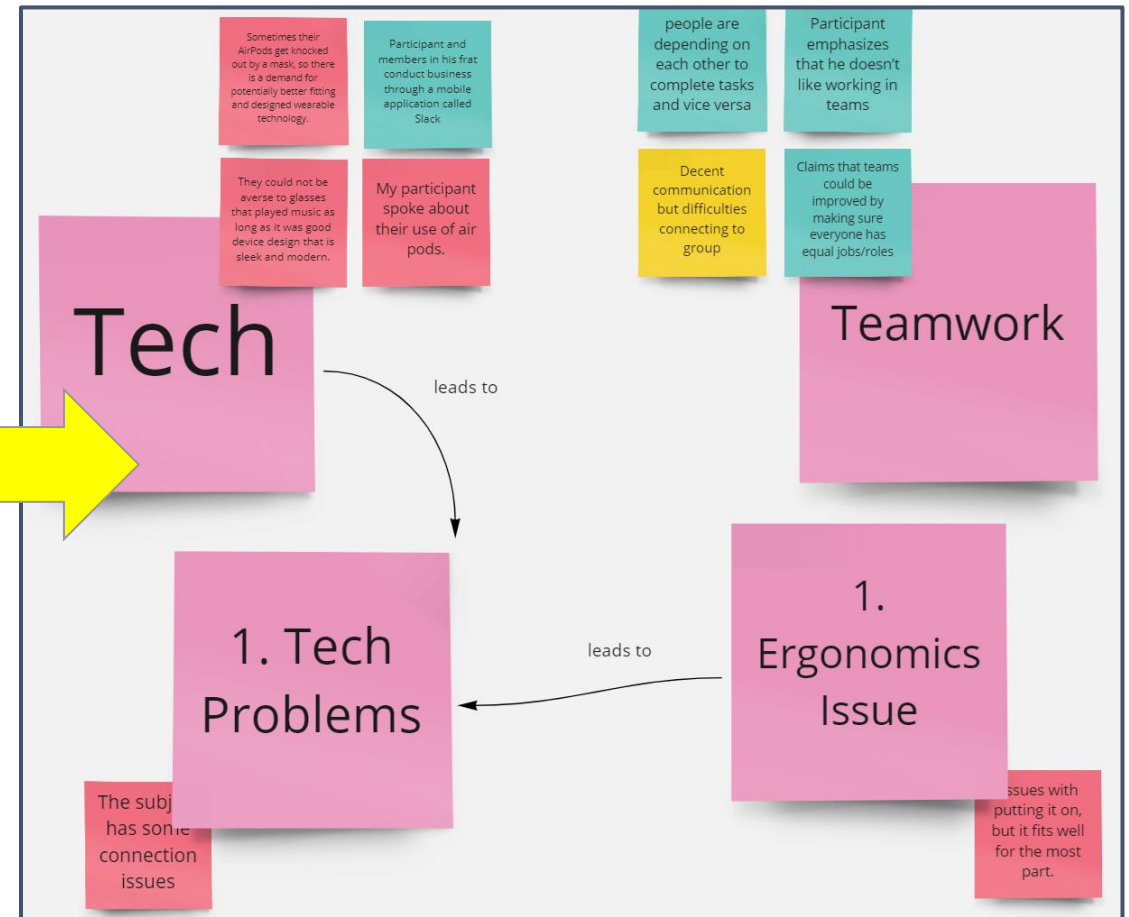 Sometimes their
AirPods get knocked
out by a mask, so there
is a demand for
potentially better fitting
and designed wearable
technology.
Participant and
members in his frat
conduct business
through a mobile
application called
Slack
They could not be
averse to glasses
that played music as
long as it was good
device design that is
sleek and modern.
My participant
spoke about
their use of air
pods.
people are
depending on
each other to
complete tasks
and vice versa
Participant
emphasizes
that he doesn't
like working in
teams
Decent
communication
but difficulties
connecting to
group
Claims that teams
could be
improved by
making sure
everyone has
equal jobs/roles
Tech
Teamwork
leads to
1. Tech
Problems
leads to
1.
Ergonomics
Issue
The subj
has some
connection
issues
ssues with
putting it on,
but it fits well
for the most
part.